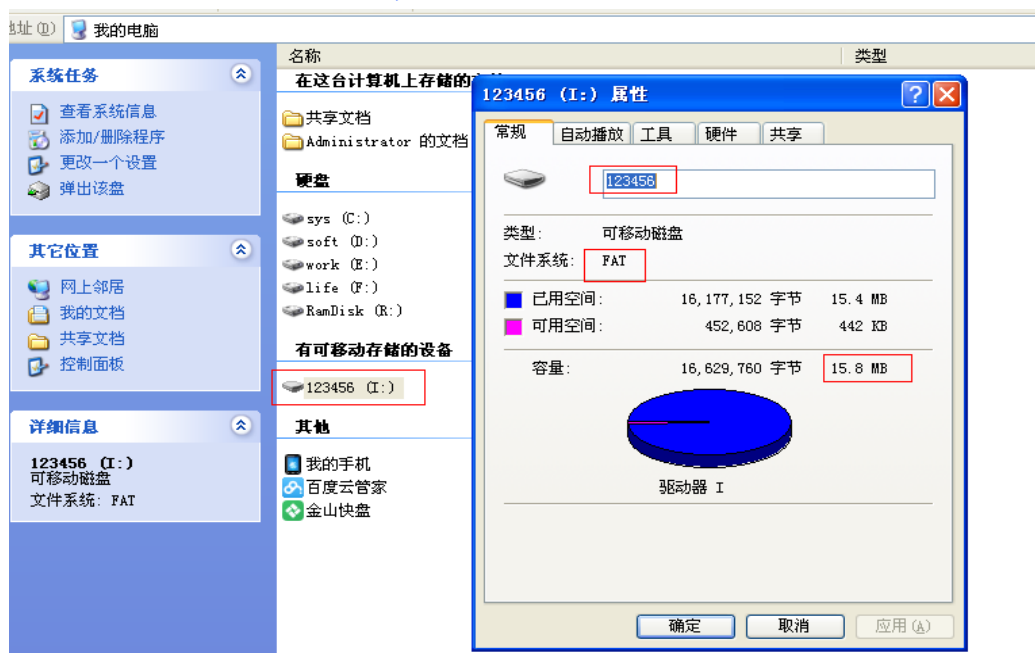 地址(D) 我的电脑
名称 类型
系统任务
查看系统信息
添加/删除程序
更改一个设置
弹出该盘
其它位置
网上邻居
我的文档
共享文档
控制面板
详细信息
123456 (I:)
可移动磁盘
文件系统: FAT
在这台计算机上存储的
共享文档
Administrator 的文档
硬盘
sys (C:)
soft (D:)
work (E:)
life (F:)
RamDisk (R:)
有可移动存储的设备
123456 (I:)
其他
我的手机
百度云管家
金山快盘
123456 (I:) 属性
常规 自动播放 工具 硬件 共享
123456
类型: 可移动磁盘
文件系统: FAT
已用空间: 16,177,152 字节 15.4 MB
可用空间: 452,608 字节 442 KB
容量: 16,629,760 字节 15.8 MB
驱动器 I
确定 取消 应用(A)